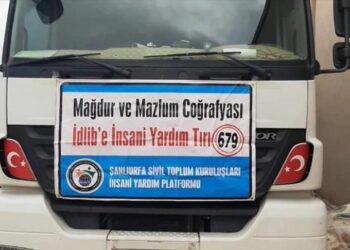 Mağdur ve Mazlum Coğrafyası
İdlib'e İnsani Yardım Tırı 679
ŞANLIURFA SİVİL TOPLUM KURULUŞLARI
İNSANİ YARDIM PLATFORMU